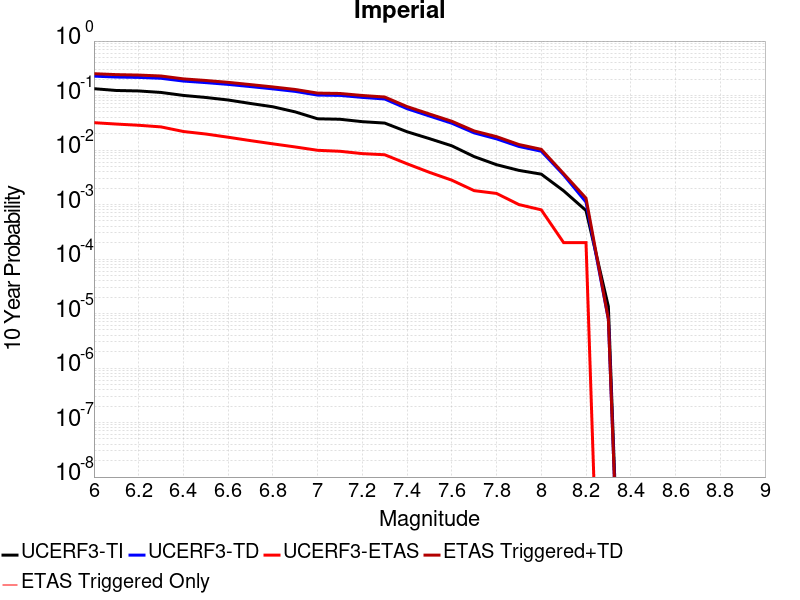 Imperial
10^0
10^-1
10^-2
10^-3
10^-4
10^-5
10^-6
10^-7
10^-8
10 Year Probability
6 6.2 6.4 6.6 6.8 7 7.2 7.4 7.6 7.8 8 8.2 8.4 8.6 8.8 9
Magnitude
UCERF3-TI UCERF3-TD UCERF3-ETAS ETAS Triggered+TD
ETAS Triggered Only